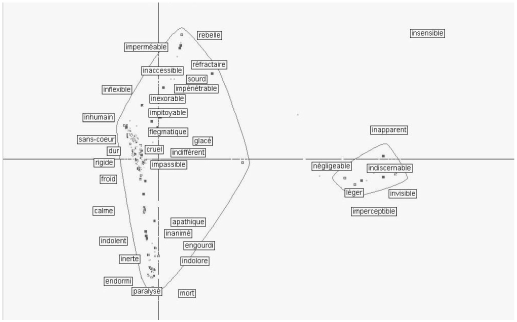 insensible
rebelle
imperméable
réfractaire
inaccessible
sourd
inflexible
impénétrable
inexorable
impitoyable
inhumain
flegmatique
inapparent
sans-coeur
glacé
dur
cruel
indifférent
rigide
impassible
négligeable
indiscernable
froid
léger
invisible
calme
imperceptible
apathique
inanimé
indolent
engourdi
inerte
indolore
endormi
paralysé
mort